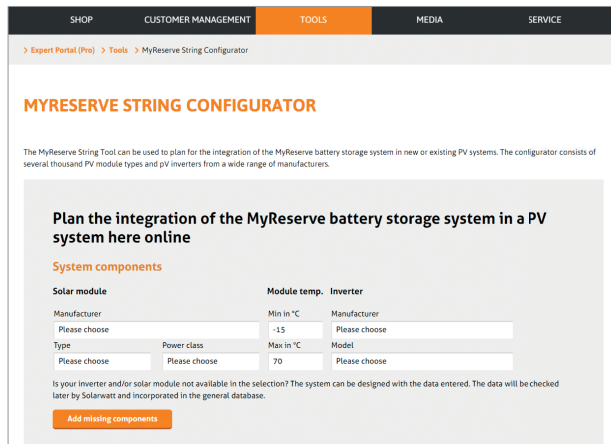 SHOP CUSTOMER MANAGEMENT TOOLS MEDIA SERVICE
> Expert Portal (Pro) > Tools > MyReserve String Configurator
MYRESERVE STRING CONFIGURATOR
The MyReserve String Tool can be used to plan for the integration of the MyReserve battery storage system in new or existing PV systems. The configurator consists of
several thousand PV module types and pV inverters from a wide range of manufacturers.
Plan the integration of the MyReserve battery storage system in a PV
system here online
System components
Solar module Module temp. Inverter
Manufacturer Min in °C Manufacturer
Please choose -15 Please choose
Type Power class Max in °C Model
Please choose Please choose 70 Please choose
Is your inverter and/or solar module not available in the selection? The system can be designed with the data entered. The data will be checked
later by Solarwatt and incorporated in the general database.
Add missing components